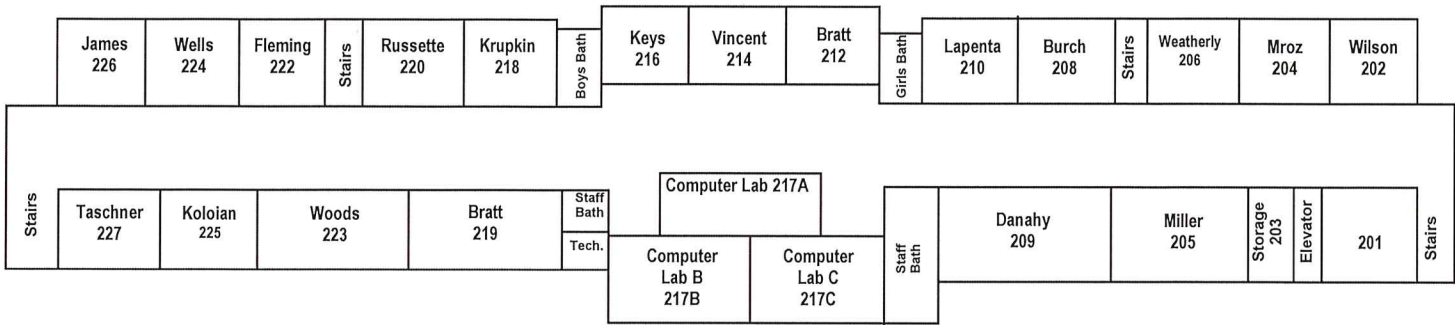 James
226
Wells
224
Fleming
222
Stairs
Russette
220
Krupkin
218
Boys Bath
Keys
216
Vincent
214
Bratt
212
Girls Bath
Lapenta
210
Burch
208
Stairs
Weatherly
206
Mroz
204
Wilson
202
Stairs
Taschner
227
Koloian
225
Woods
223
Bratt
219
Staff
Bath
Tech.
Computer Lab 217A
Computer
Lab B
217B
Computer
Lab C
217C
Staff
Bath
Danahy
209
Miller
205
Storage
203
Elevator
201
Stairs